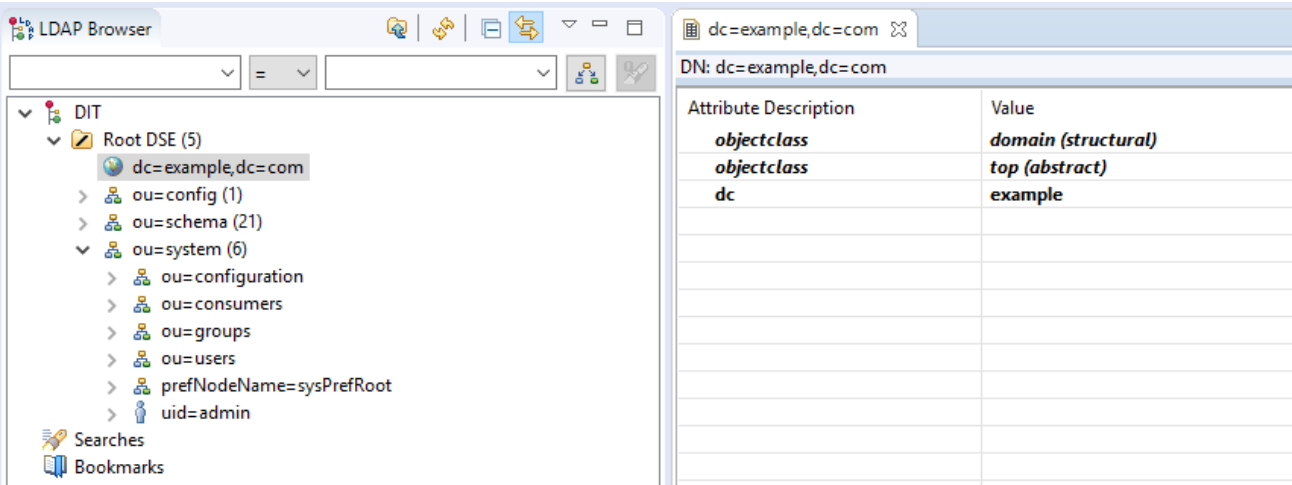 LDAP Browser
=
DIT
Root DSE (5)
dc=example,dc=com
ou=config (1)
ou=schema (21)
ou=system (6)
ou=configuration
ou=consumers
ou=groups
ou=users
prefNodeName=sysPrefRoot
uid=admin
Searches
Bookmarks
dc=example,dc=com
DN: dc=example,dc=com
Attribute Description Value
objectclass domain (structural)
objectclass top (abstract)
dc example